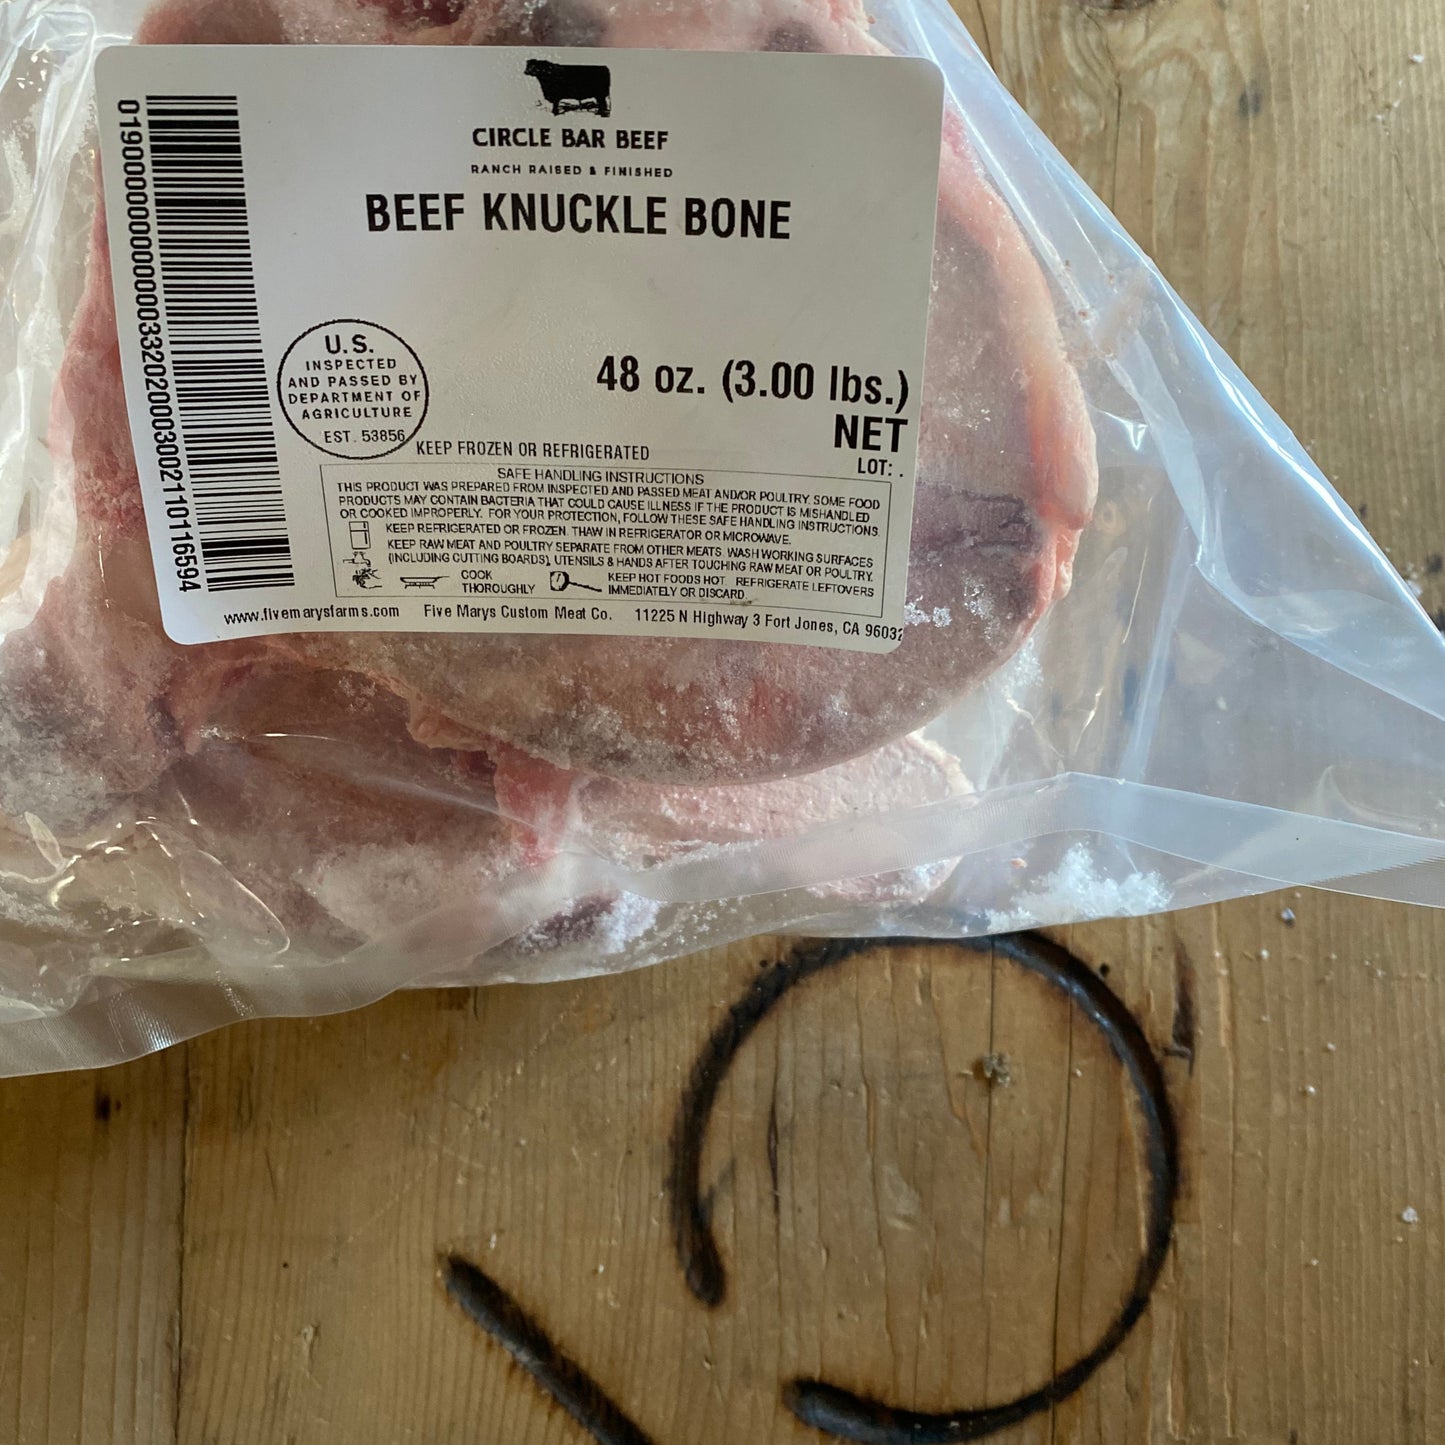 CIRCLE BAR BEEF
RANCH RAISED & FINISHED
BEEF KNUCKLE BONE
U.S.
INSPECTED
AND PASSED BY
DEPARTMENT OF
AGRICULTURE
EST. 53856
48 oz. (3.00 lbs.)
NET
LOT: .
KEEP FROZEN OR REFRIGERATED
SAFE HANDLING INSTRUCTIONS
THIS PRODUCT WAS PREPARED FROM INSPECTED AND PASSED MEAT AND/OR POULTRY. SOME FOOD
PRODUCTS MAY CONTAIN BACTERIA THAT COULD CAUSE ILLNESS IF THE PRODUCT IS MISHANDLED
OR COOKED IMPROPERLY. FOR YOUR PROTECTION, FOLLOW THESE SAFE HANDLING INSTRUCTIONS.
KEEP REFRIGERATED OR FROZEN. THAW IN REFRIGERATOR OR MICROWAVE.
KEEP RAW MEAT AND POULTRY SEPARATE FROM OTHER MEATS. WASH WORKING SURFACES
(INCLUDING CUTTING BOARDS), UTENSILS & HANDS AFTER TOUCHING RAW MEAT OR POULTRY.
COOK
THOROUGHLY
KEEP HOT FOODS HOT REFRIGERATE LEFTOVERS
IMMEDIATELY OR DISCARD.
www.fivemarysfarms.com Five Marys Custom Meat Co. 11225 N Highway 3 Fort Jones, CA 96032